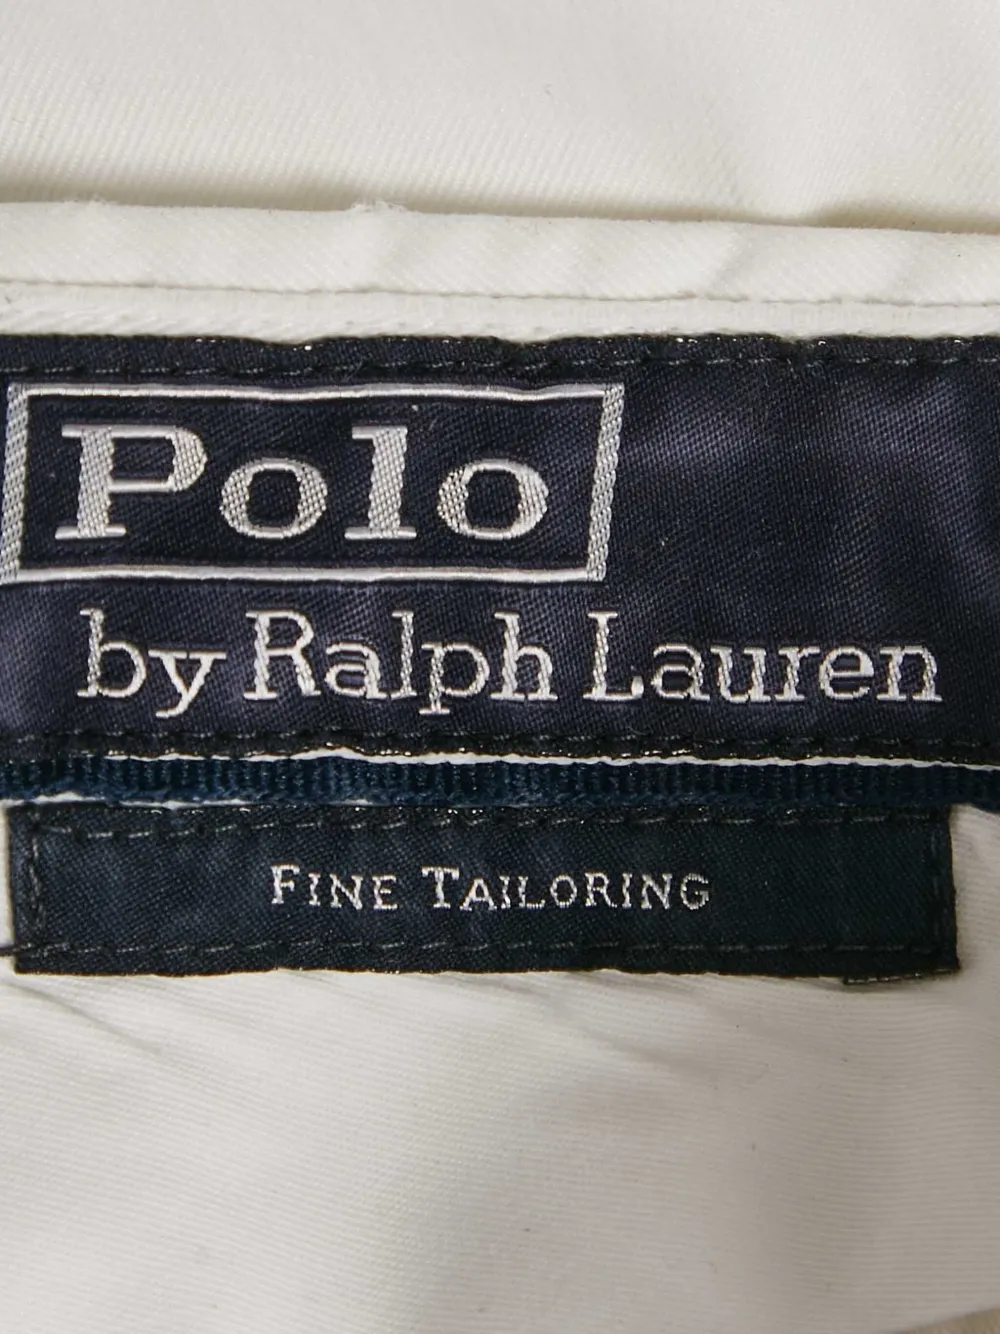 Polo
by Ralph Lauren
FINE TAILORING